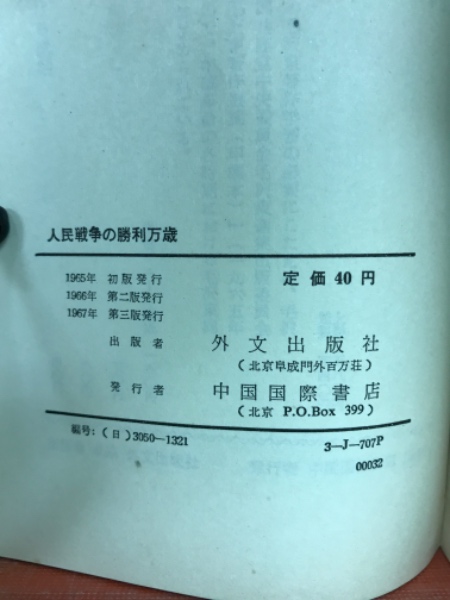 人民戦争の勝利万歳
1965年 初版発行 定価 40 円
1966年 第二版発行
1967年 第三版発行
出版者 外文出版社
（北京阜成門外百万荘）
発行者 中国国際書店
（北京 P.O.Box 399）
編号：（日）3050—1321 3—J—707P
00032